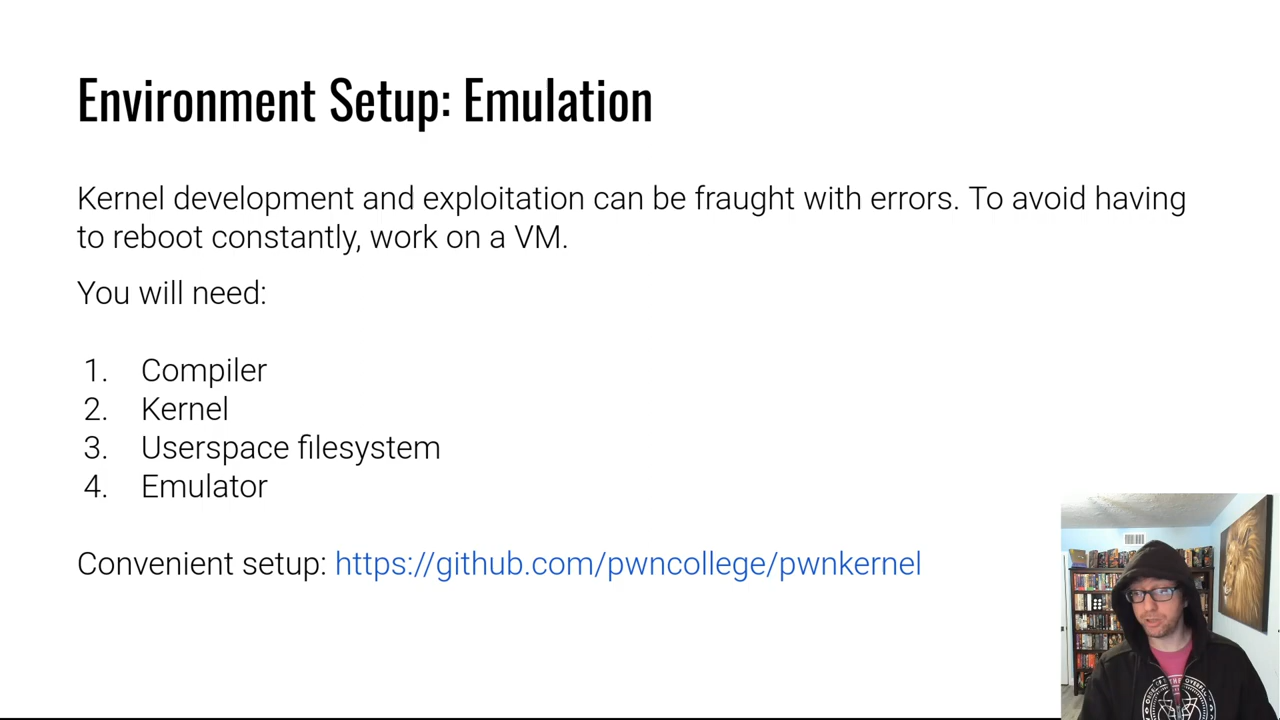 Environment Setup: Emulation
Kernel development and exploitation can be fraught with errors. To avoid having
to reboot constantly, work on a VM.
You will need:
1. Compiler
2. Kernel
3. Userspace filesystem
4. Emulator
Convenient setup: https://github.com/pwncollege/pwnkernel